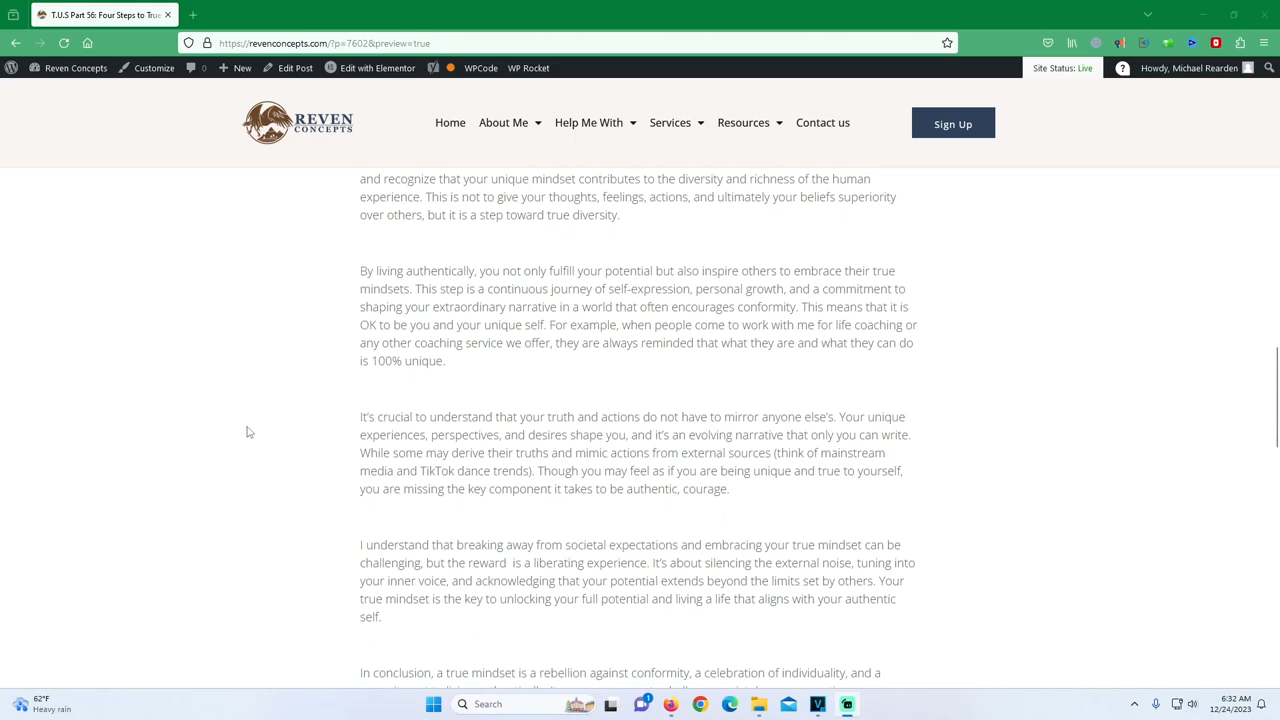 T.U.S Part 56: Four Steps to True
https://revenconcepts.com/?p=7602&preview=true
Reven Concepts
Customize
0
New
Edit Post
Edit with Elementor
WPCode
WP Rocket
Site Status: Live
Howdy, Michael Rearden
REVEN
CONCEPTS
Home
About Me
Help Me With
Services
Resources
Contact us
Sign Up
and recognize that your unique mindset contributes to the diversity and richness of the human
experience. This is not to give your thoughts, feelings, actions, and ultimately your beliefs superiority
over others, but it is a step toward true diversity.
By living authentically, you not only fulfill your potential but also inspire others to embrace their true
mindsets. This step is a continuous journey of self-expression, personal growth, and a commitment to
shaping your extraordinary narrative in a world that often encourages conformity. This means that it is
OK to be you and your unique self. For example, when people come to work with me for life coaching or
any other coaching service we offer, they are always reminded that what they are and what they can do
is 100% unique.
It's crucial to understand that your truth and actions do not have to mirror anyone else's. Your unique
experiences, perspectives, and desires shape you, and it's an evolving narrative that only you can write.
While some may derive their truths and mimic actions from external sources (think of mainstream
media and TikTok dance trends). Though you may feel as if you are being unique and true to yourself,
you are missing the key component it takes to be authentic, courage.
I understand that breaking away from societal expectations and embracing your true mindset can be
challenging, but the reward  is a liberating experience. It's about silencing the external noise, tuning into
your inner voice, and acknowledging that your potential extends beyond the limits set by others. Your
true mindset is the key to unlocking your full potential and living a life that aligns with your authentic
self.
In conclusion, a true mindset is a rebellion against conformity, a celebration of individuality, and a
62°F
Heavy rain
Search
1
6:32 AM
12/24/2023